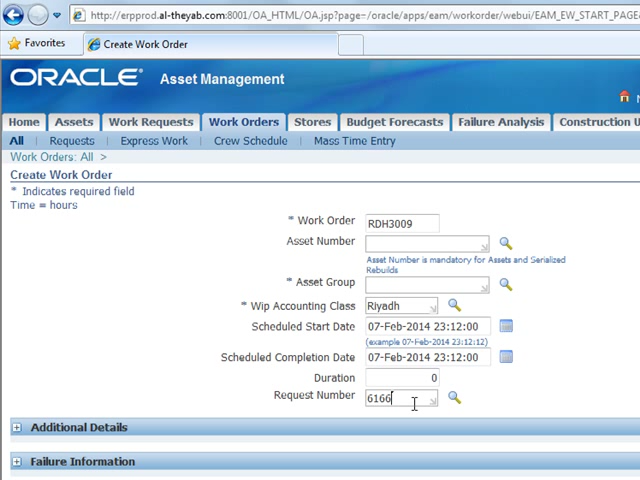 http://erpprod.al-theyab.com:8001/OA_HTML/OA.jsp?page=/oracle/apps/eam/workorder/webui/EAM_EW_START_PAGE
Favorites
Create Work Order
ORACLE Asset Management
Home Assets Work Requests Work Orders Stores Budget Forecasts Failure Analysis Construction U
All Requests Express Work Crew Schedule Mass Time Entry
Work Orders: All >
Create Work Order
* Indicates required field
Time = hours
* Work Order RDH3009
Asset Number
Asset Number is mandatory for Assets and Serialized
Rebuilds
* Asset Group
* Wip Accounting Class Riyadh
Scheduled Start Date 07-Feb-2014 23:12:00
(example 07-Feb-2014 23:12:12)
Scheduled Completion Date 07-Feb-2014 23:12:00
Duration 0
Request Number 6166
Additional Details
Failure Information